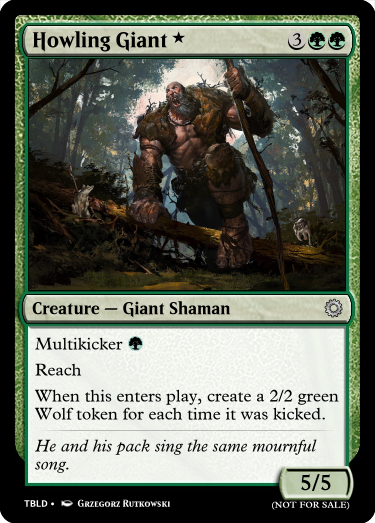 Howling Giant ★ 3
Creature — Giant Shaman
Multikicker
Reach
When this enters play, create a 2/2 green
Wolf token for each time it was kicked.
He and his pack sing the same mournful
song.
5/5
TBLD • Grzegorz Rutkowski
(NOT FOR SALE)